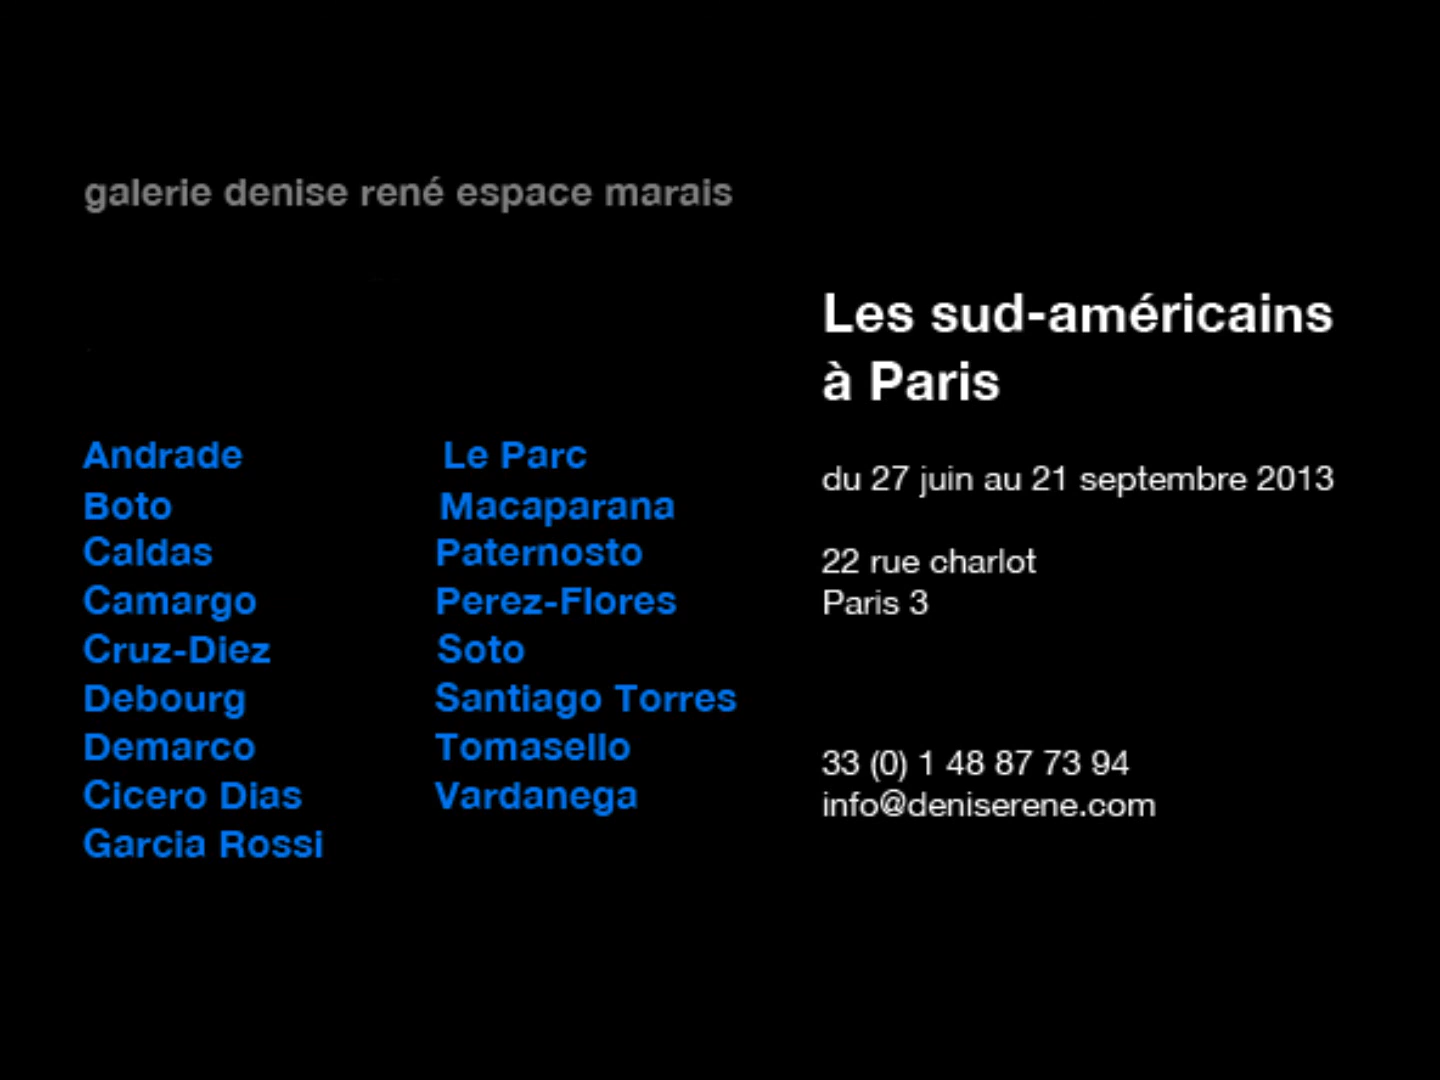 galerie denise rené espace marais
Les sud-américains
à Paris
du 27 juin au 21 septembre 2013
22 rue charlot
Paris 3
33 (0) 1 48 87 73 94
info@deniserene.com
Andrade
Boto
Caldas
Camargo
Cruz-Diez
Debourg
Demarco
Cicero Dias
Garcia Rossi
Le Parc
Macaparana
Paternosto
Perez-Flores
Soto
Santiago Torres
Tomasello
Vardanega